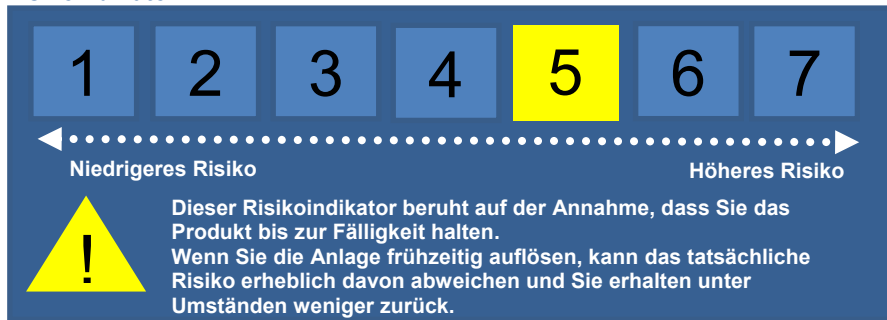 1 2 3 4 5 6 7
Niedrigeres Risiko Höheres Risiko
!
Dieser Risikoindikator beruht auf der Annahme, dass Sie das
Produkt bis zur Fälligkeit halten.
Wenn Sie die Anlage frühzeitig auflösen, kann das tatsächliche
Risiko erheblich davon abweichen und Sie erhalten unter
Umständen weniger zurück.